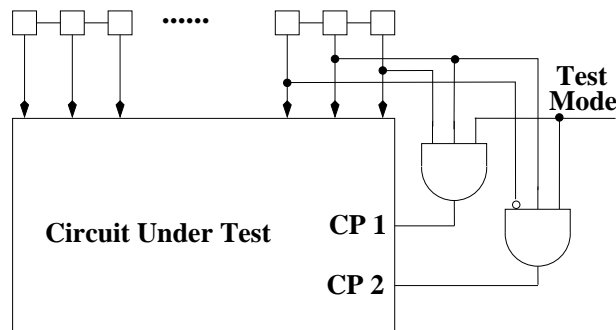 Test
Mode
CP 1
Circuit Under Test
CP 2